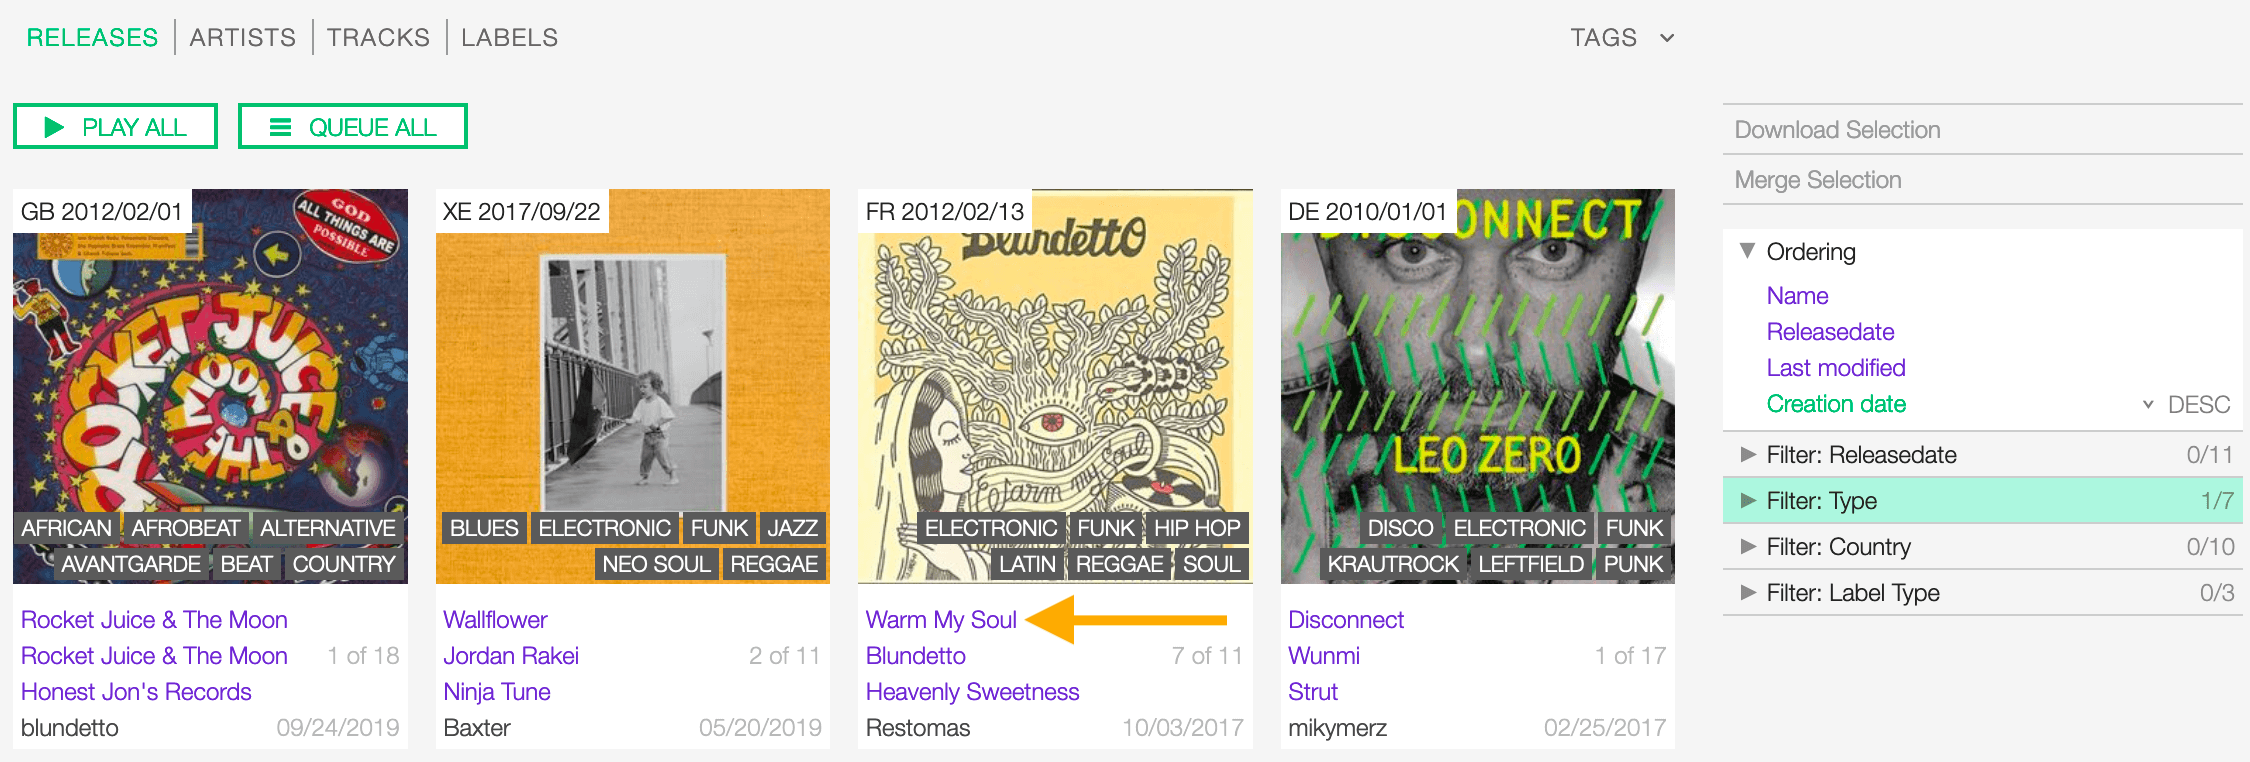 RELEASES ARTISTS TRACKS LABELS TAGS
PLAY ALL QUEUE ALL
GB 2012/02/01
GOD
ALL THINGS ARE
POSSIBLE
ROCKET JUICE & THE MOON
AFRICAN AFROBEAT ALTERNATIVE
AVANTGARDE BEAT COUNTRY
Rocket Juice & The Moon
Rocket Juice & The Moon 1 of 18
Honest Jon's Records
blundetto 09/24/2019
XE 2017/09/22
BLUES ELECTRONIC FUNK JAZZ
NEO SOUL REGGAE
Wallflower
Jordan Rakei 2 of 11
Ninja Tune
Baxter 05/20/2019
FR 2012/02/13
Blundetto
Warm my Soul
ELECTRONIC FUNK HIP HOP
LATIN REGGAE SOUL
Warm My Soul
Blundetto 7 of 11
Heavenly Sweetness
Restomas 10/03/2017
DE 2010/01/01
DISCONNECT
LEO ZERO
DISCO ELECTRONIC FUNK
KRAUTROCK LEFTFIELD PUNK
Disconnect
Wunmi 1 of 17
Strut
mikymerz 02/25/2017
Download Selection
Merge Selection
Ordering
Name
Releasedate
Last modified
Creation date DESC
Filter: Releasedate 0/11
Filter: Type 1/7
Filter: Country 0/10
Filter: Label Type 0/3